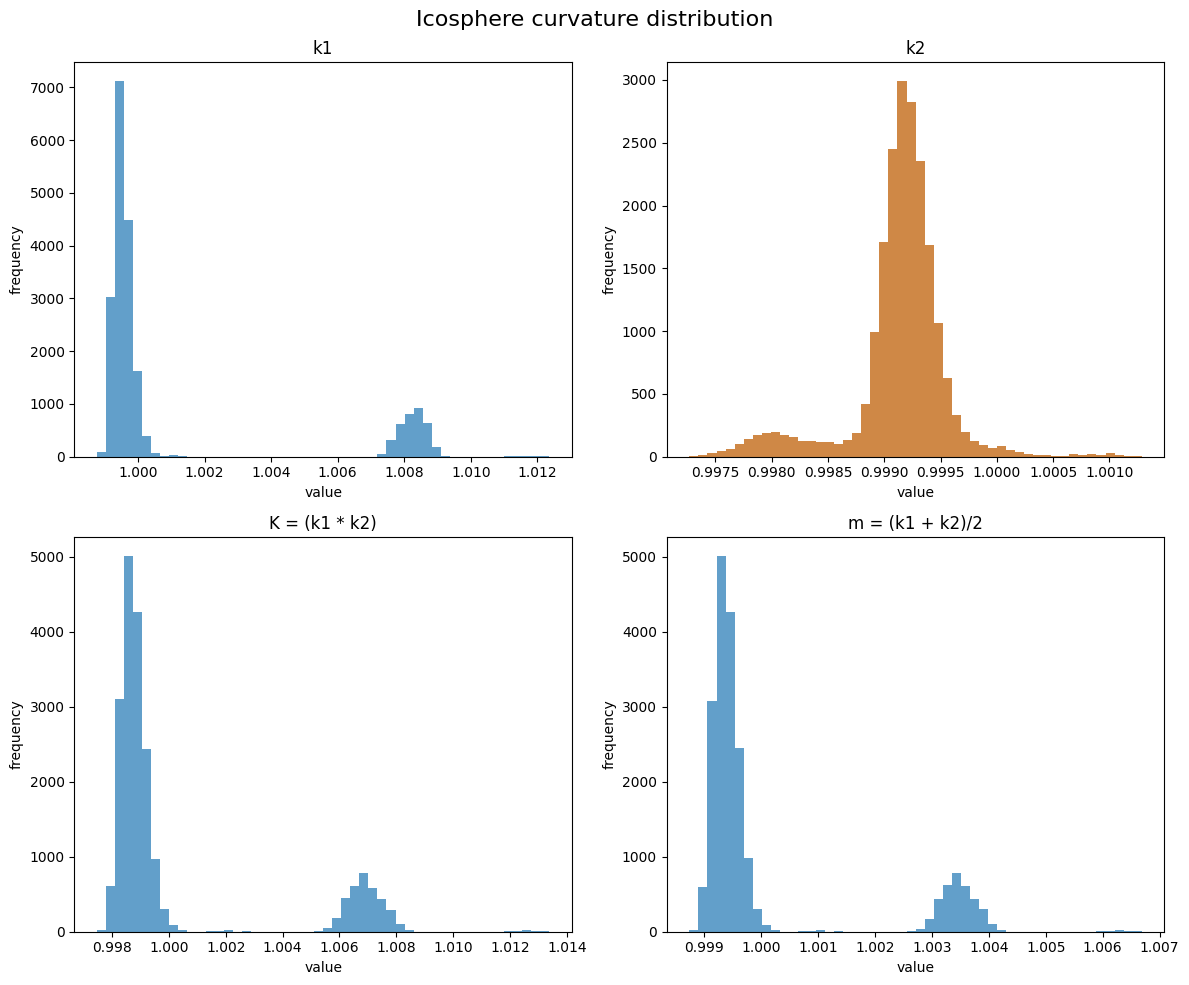 Icosphere curvature distribution
k1
frequency
7000
6000
5000
4000
3000
2000
1000
0
1.000 1.002 1.004 1.006 1.008 1.010 1.012
value
k2
frequency
3000
2500
2000
1500
1000
500
0
0.9975 0.9980 0.9985 0.9990 0.9995 1.0000 1.0005 1.0010
value
K = (k1 * k2)
frequency
5000
4000
3000
2000
1000
0
0.998 1.000 1.002 1.004 1.006 1.008 1.010 1.012 1.014
value
m = (k1 + k2)/2
frequency
5000
4000
3000
2000
1000
0
0.999 1.000 1.001 1.002 1.003 1.004 1.005 1.006 1.007
value